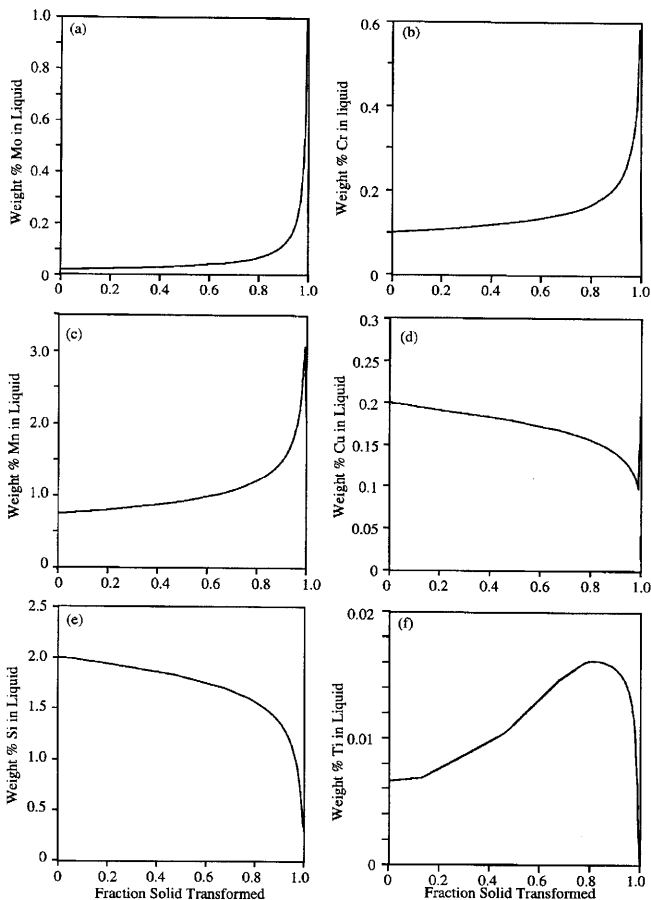 (a)
Weight % Mo in Liquid
1.0
0.8
0.6
0.4
0.2
0
0 0.2 0.4 0.6 0.8 1.0
(b)
Weight % Cr in liquid
0.6
0.4
0.2
0
0 0.2 0.4 0.6 0.8 1.0
(c)
Weight % Mn in Liquid
3.0
2.0
1.0
0
0 0.2 0.4 0.6 0.8 1.0
(d)
Weight % Cu in Liquid
0.3
0.25
0.2
0.15
0.1
0.05
0
0 0.2 0.4 0.6 0.8 1.0
(e)
Weight % Si in Liquid
2.5
2.0
1.5
1.0
0.5
0
0 0.2 0.4 0.6 0.8 1.0
Fraction Solid Transformed
(f)
Weight % Ti in Liquid
0.02
0.01
0
0 0.2 0.4 0.6 0.8 1.0
Fraction Solid Transformed